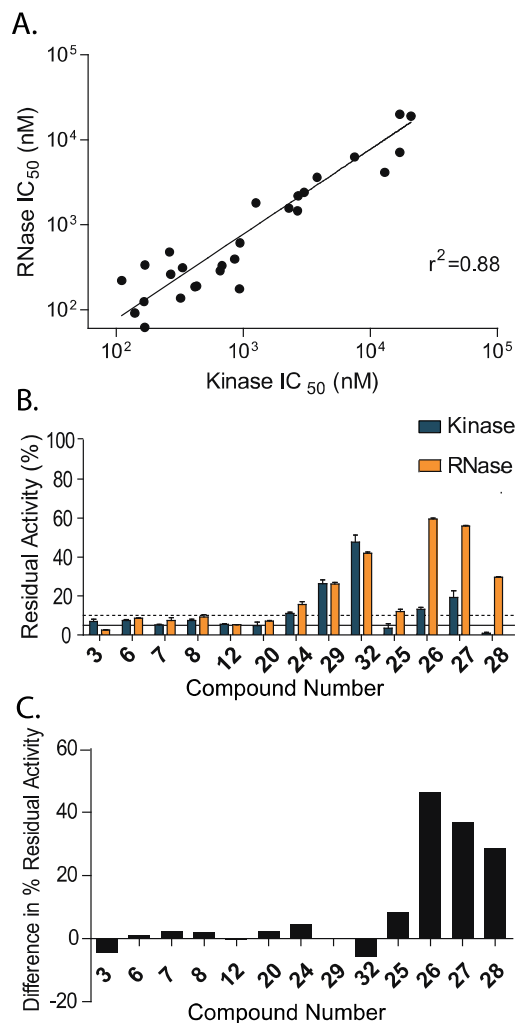 A.
10^5
10^4
10^3
10^2
RNase IC50 (nM)
r^2=0.88
10^2 10^3 10^4 10^5
Kinase IC 50 (nM)
B.
Kinase
RNase
100
80
60
40
20
0
Residual Activity (%)
3 6 7 8 12 20 24 29 32 25 26 27 28
Compound Number
C.
60
40
20
0
-20
Difference in % Residual Activity
3 6 7 8 12 20 24 29 32 25 26 27 28
Compound Number